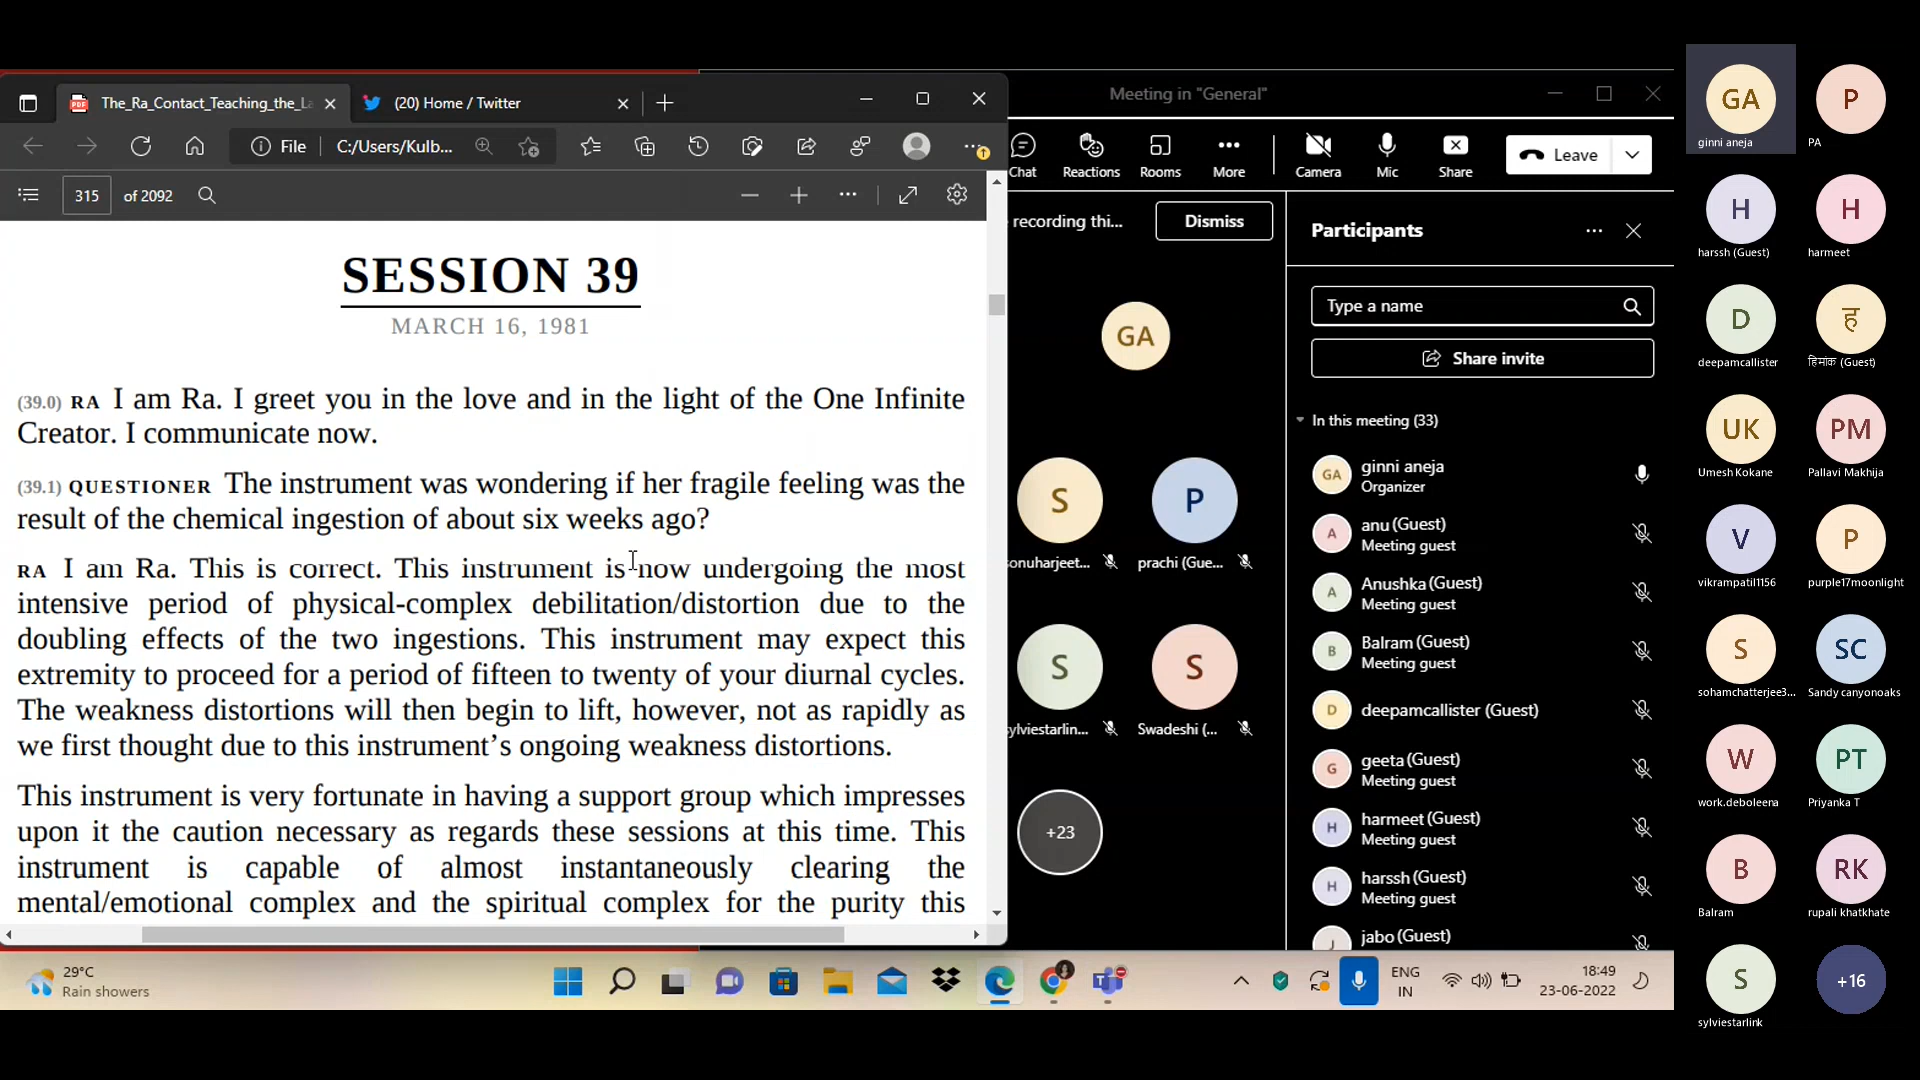 The_Ra_Contact_Teaching_the_La
(20) Home / Twitter
File
C:/Users/Kulb...
315
of 2092
SESSION 39
MARCH 16, 1981
(39.0) RA I am Ra. I greet you in the love and in the light of the One Infinite
Creator. I communicate now.
(39.1) QUESTIONER The instrument was wondering if her fragile feeling was the
result of the chemical ingestion of about six weeks ago?
RA I am Ra. This is correct. This instrument is now undergoing the most
intensive period of physical-complex debilitation/distortion due to the
doubling effects of the two ingestions. This instrument may expect this
extremity to proceed for a period of fifteen to twenty of your diurnal cycles.
The weakness distortions will then begin to lift, however, not as rapidly as
we first thought due to this instrument's ongoing weakness distortions.
This instrument is very fortunate in having a support group which impresses
upon it the caution necessary as regards these sessions at this time. This
instrument is capable of almost instantaneously clearing the
mental/emotional complex and the spiritual complex for the purity this
Meeting in "General"
Chat
Reactions
Rooms
More
Camera
Mic
Share
Leave
recording thi...
Dismiss
GA
S
P
sonuharjeet...
prachi (Gue...
S
S
sylviestarlin...
Swadeshi (...
+23
Participants
Type a name
Share invite
In this meeting (33)
GA
ginni aneja
Organizer
A
anu (Guest)
Meeting guest
A
Anushka (Guest)
Meeting guest
B
Balram (Guest)
Meeting guest
D
deepamcallister (Guest)
G
geeta (Guest)
Meeting guest
H
harmeet (Guest)
Meeting guest
H
harssh (Guest)
Meeting guest
J
jabo (Guest)
GA
P
ginni aneja
PA
H
H
harssh (Guest)
harmeet
D
ह
deepamcallister
हिमांक (Guest)
UK
PM
Umesh Kokane
Pallavi Makhija
V
P
vikrampatil1156
purple17moonlight
S
SC
sohamchatterjee3...
Sandy canyonoaks
W
PT
work.deboleena
Priyanka T
B
RK
Balram
rupali khatkhate
S
+16
sylviestarlink
29°C
Rain showers
ENG
IN
18:49
23-06-2022